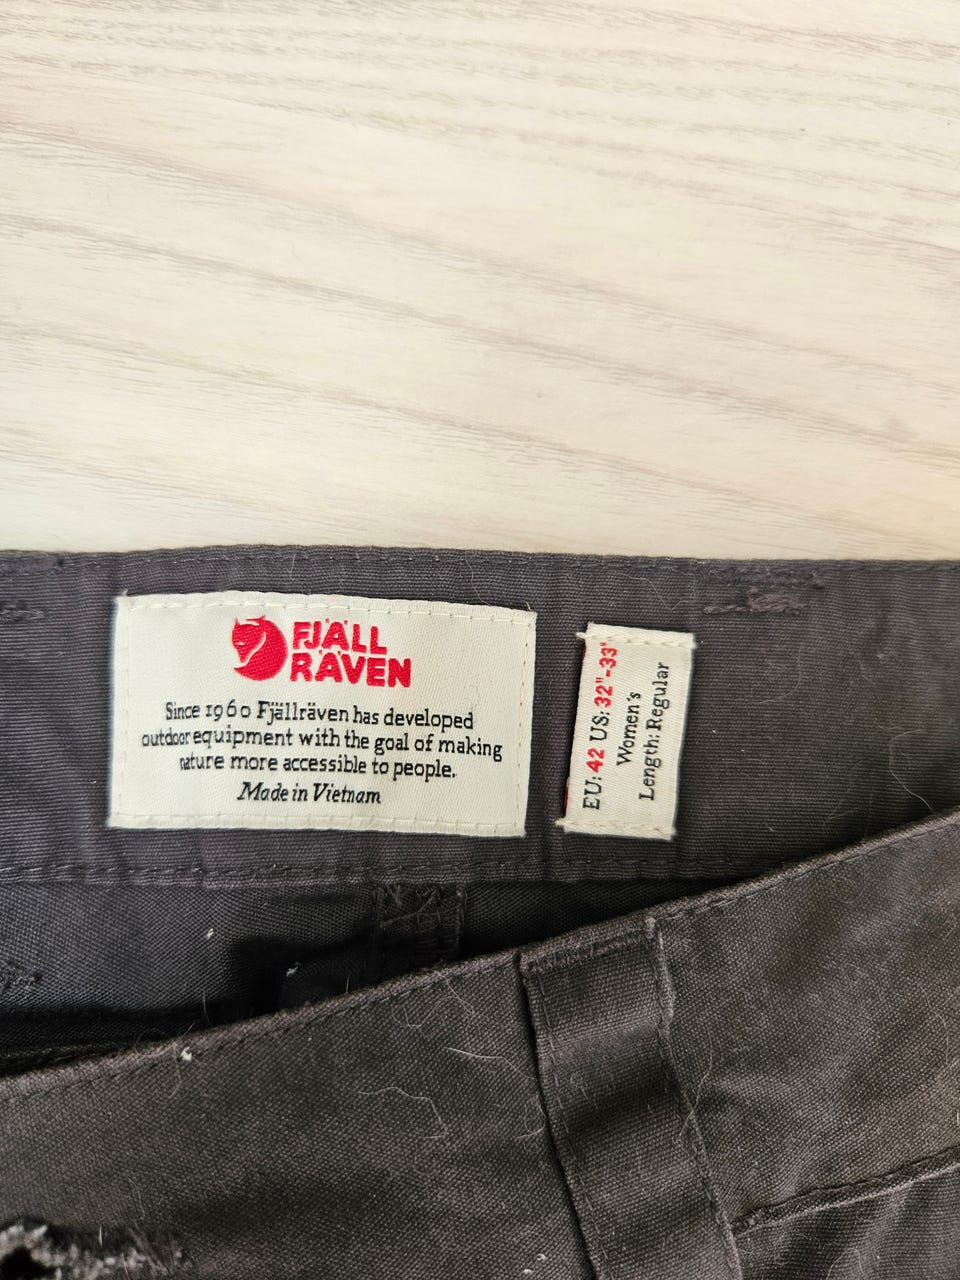 FJÄLL
RÄVEN
Since 1960 Fjällräven has developed
outdoor equipment with the goal of making
nature more accessible to people.
Made in Vietnam
EU: 42 US: 32"-33"
Women's
Length: Regular